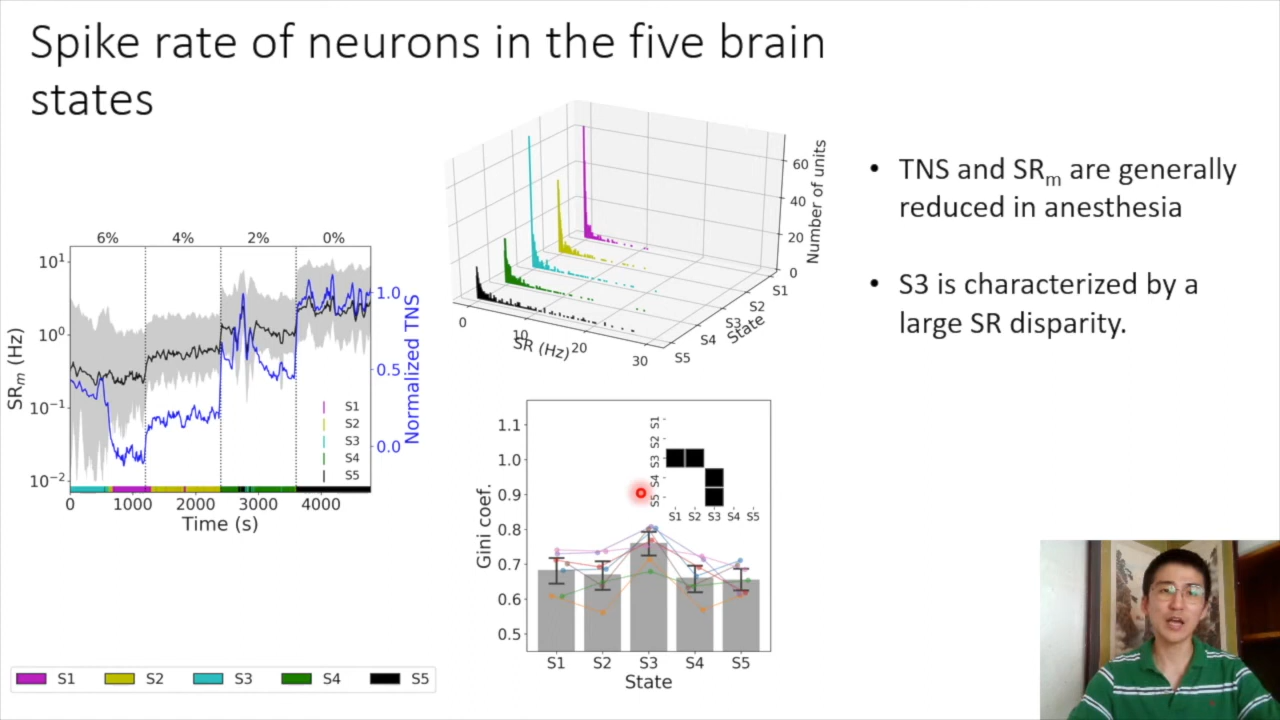 Spike rate of neurons in the five brain
states
6% 4% 2% 0%
10¹
10⁰
10⁻¹
10⁻²
SRₘ (Hz)
1.0
0.5
0.0
Normalized TNS
S1
S2
S3
S4
S5
0 1000 2000 3000 4000
Time (s)
60
40
20
0
Number of units
S1
S2
S3
S4
S5
State
0 10 20 30
SR (Hz)
TNS and SRₘ are generally
reduced in anesthesia
S3 is characterized by a
large SR disparity.
1.1
1.0
0.9
0.8
0.7
0.6
0.5
Gini coef.
S1
S2
S3
S4
S5
S1 S2 S3 S4 S5
S1 S2 S3 S4 S5
State
S1 S2 S3 S4 S5